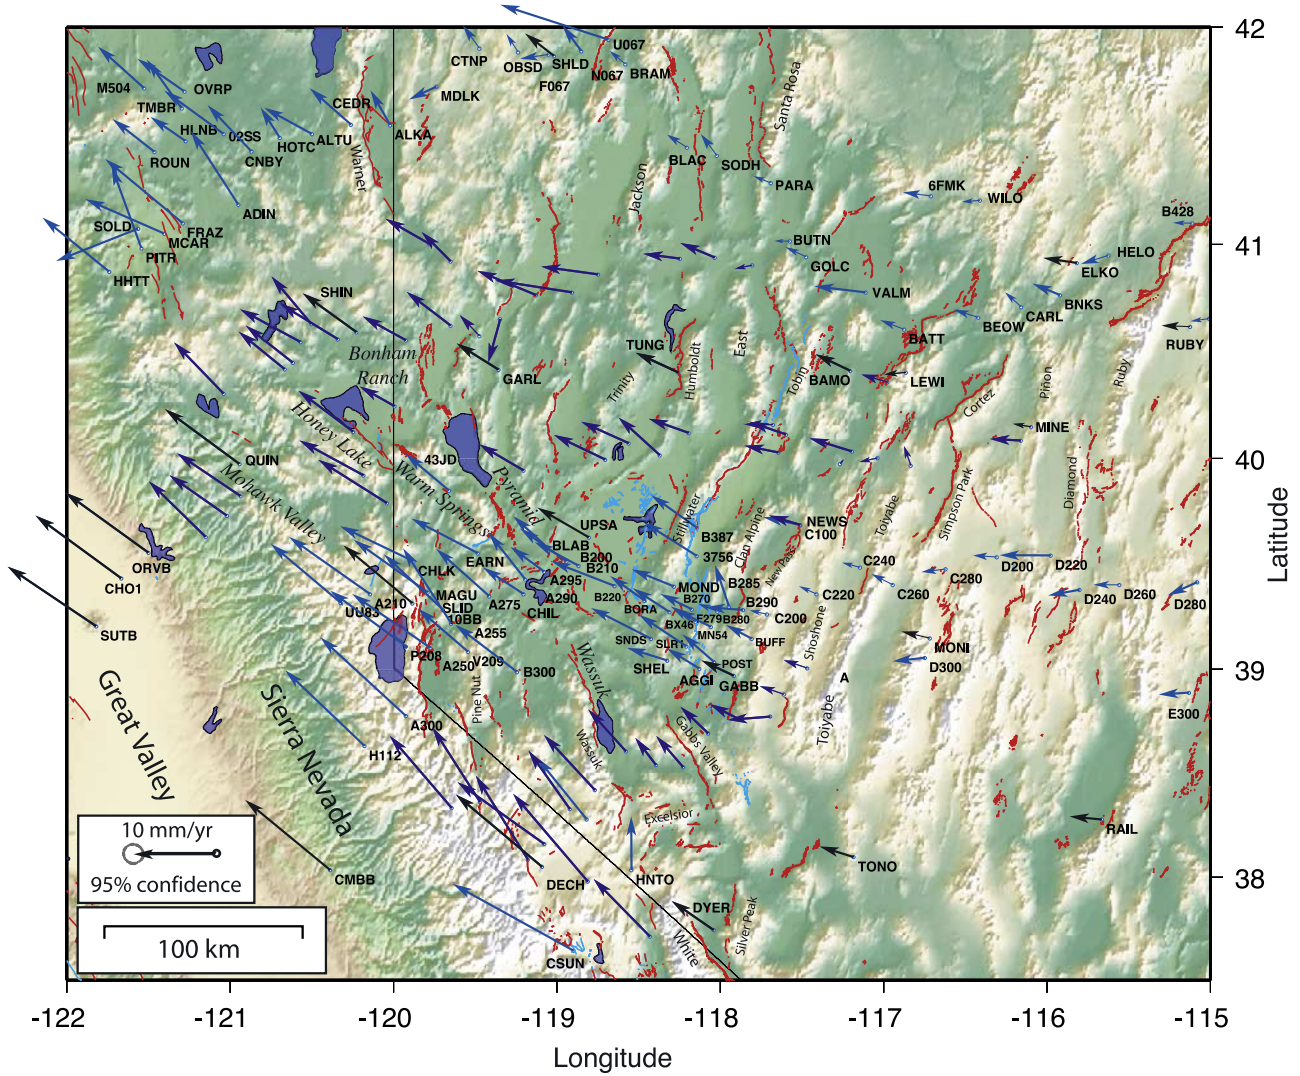 42
U067
CTNP
OBSD
SHLD
N067
BRAM
F067
M504
OVRP
MDLK
CEDR
TMBR
HLNB
02SS
HOTC
ALTU
ALKA
ROUN
CNBY
Warner
Santa Rosa
BLAC
SODH
Jackson
PARA
6FMK
WILO
ADIN
SOLD
FRAZ
MCAR
PITR
HHTT
B428
41
BUTN
GOLC
HELO
ELKO
VALM
BNKS
CARL
BEOW
SHIN
Bonham
Ranch
TUNG
East
BATT
RUBY
GARL
Trinity
Humboldt
Tobin
BAMO
LEWI
Cortez
Pinon
Ruby
Honey Lake
MINE
QUIN
43JD
40
Mohawk Valley
Warm Springs
Pyramid
Stillwater
Clan Alpine
New Pass
Toiyabe
Simpson Park
Diamond
UPSA
NEWS
C100
B387
BLAB
ORVB
CHO1
EARN
B200
3756
C240
D200
D220
CHLK
B210
A295
MOND
B285
C280
MAGU
A210
UU83
SLID
10BB
A275
A290
CHIL
B220
BORA
B270
B290
C220
C260
D240
D260
D280
SUTB
BX46
F279
B280
C200
A255
MN54
SNDS
SLR1
BUFF
Shoshone
MONI
P208
A250
V209
B300
SHEL
POST
D300
39
AGGI
GABB
A
Great Valley
Sierra Nevada
Pine Nut
Wassuk
E300
A300
Toiyabe
H112
Wassuk
Gabbs Valley
Excelsior
10 mm/yr
95% confidence
RAIL
TONO
CMBB
DECH
HNTO
38
DYER
100 km
CSUN
White
Silver Peak
-122
-121
-120
-119
-118
-117
-116
-115
Longitude
Latitude